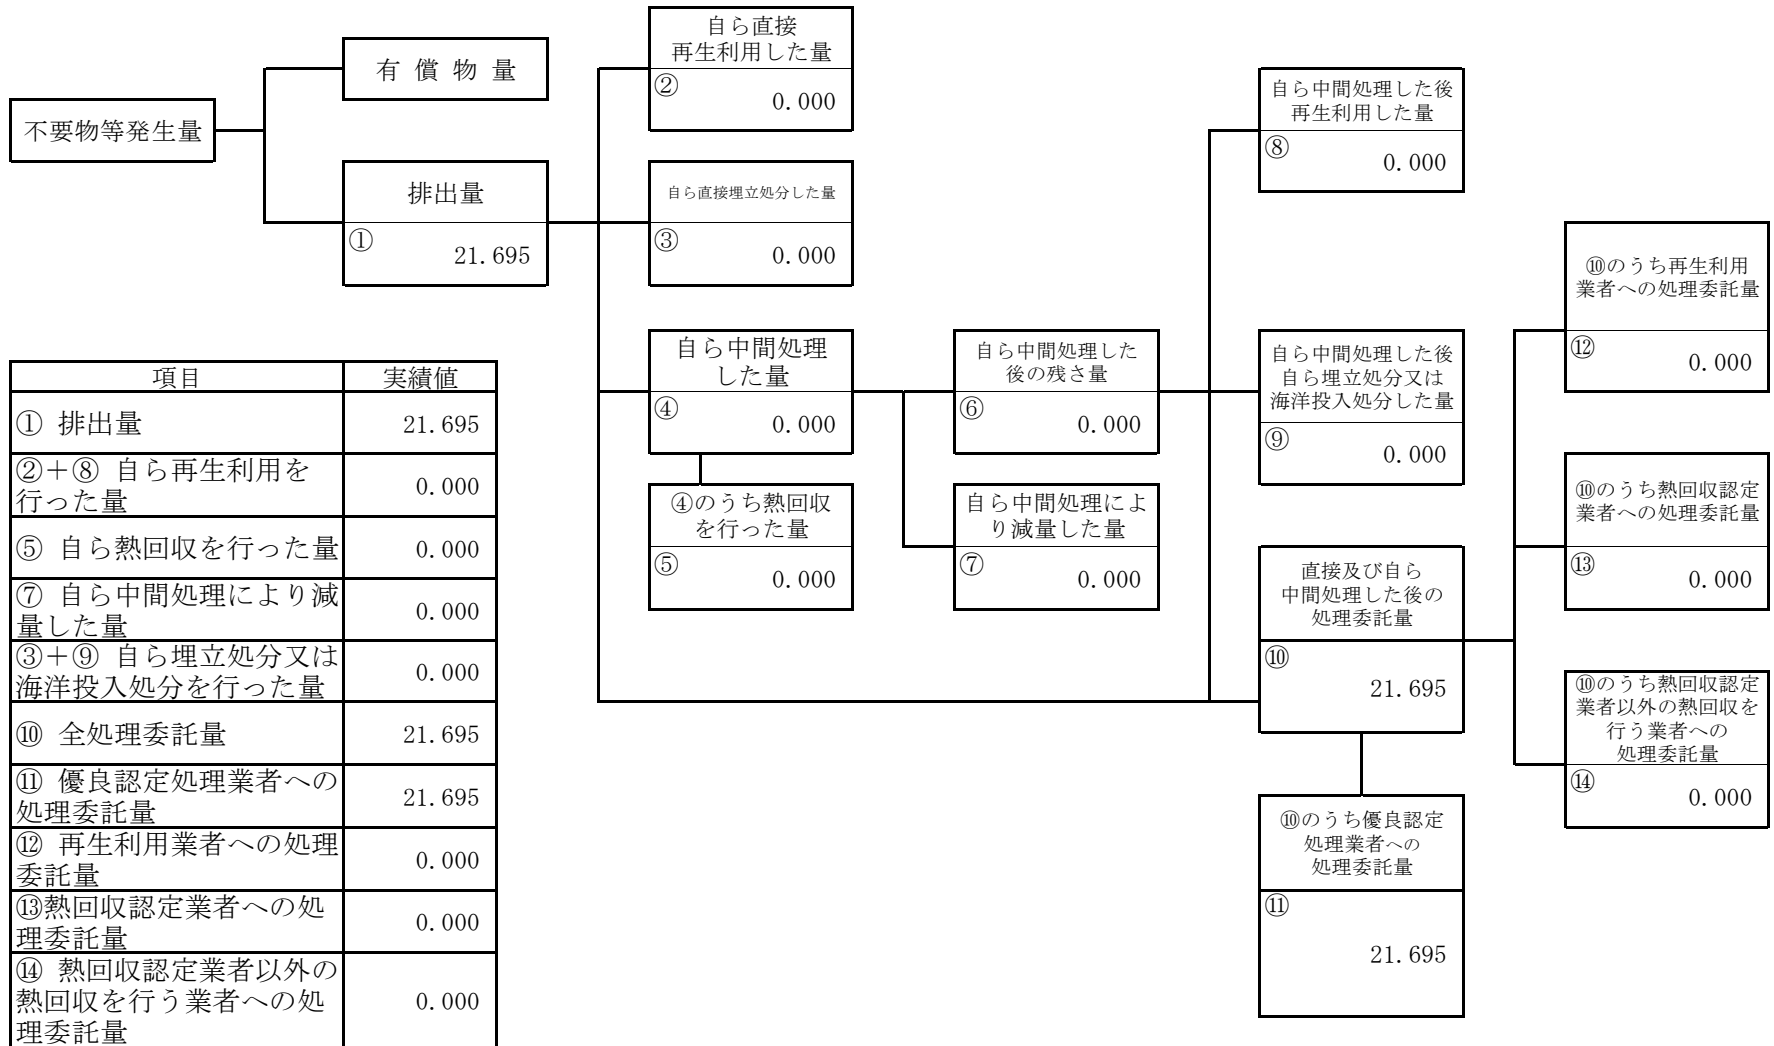 不要物等発生量
有 償 物 量
排出量
①
21.695
自ら直接
再生利用した量
②
0.000
自ら直接埋立処分した量
③
0.000
自ら中間処理
した量
④
0.000
④のうち熱回収
を行った量
⑤
0.000
自ら中間処理した
後の残さ量
⑥
0.000
自ら中間処理によ
り減量した量
⑦
0.000
自ら中間処理した後
再生利用した量
⑧
0.000
自ら中間処理した後
自ら埋立処分又は
海洋投入処分した量
⑨
0.000
直接及び自ら
中間処理した後の
処理委託量
⑩
21.695
⑩のうち優良認定
処理業者への
処理委託量
⑪
21.695
⑩のうち再生利用
業者への処理委託量
⑫
0.000
⑩のうち熱回収認定
業者への処理委託量
⑬
0.000
⑩のうち熱回収認定
業者以外の熱回収を
行う業者への
処理委託量
⑭
0.000
項目 実績値
① 排出量 21.695
②＋⑧ 自ら再生利用を
行った量 0.000
⑤ 自ら熱回収を行った量 0.000
⑦ 自ら中間処理により減
量した量 0.000
③＋⑨ 自ら埋立処分又は
海洋投入処分を行った量 0.000
⑩ 全処理委託量 21.695
⑪ 優良認定処理業者への
処理委託量 21.695
⑫ 再生利用業者への処理
委託量 0.000
⑬熱回収認定業者への処
理委託量 0.000
⑭ 熱回収認定業者以外の
熱回収を行う業者への処
理委託量 0.000